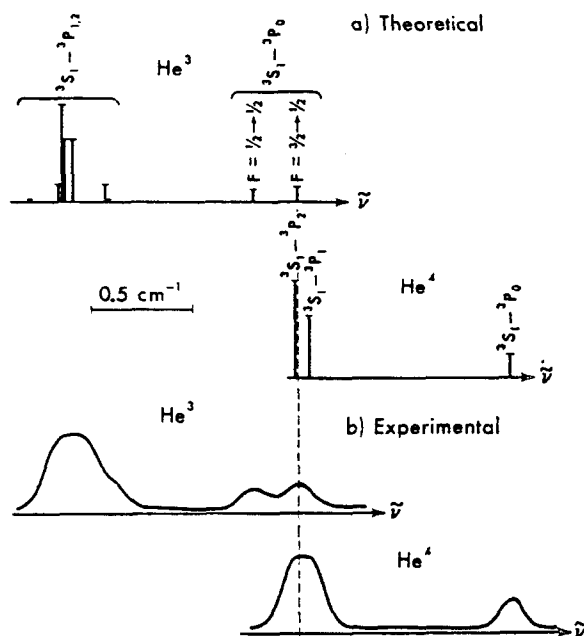 a) Theoretical
He³
³S₁–³P₁,₂
³S₁–³P₀
F = ½→½
F = ³⁄₂→½
ν̃
³S₁–³P₂
³S₁–³P₁
He⁴
³S₁–³P₀
0.5 cm⁻¹
ν̃
He³
b) Experimental
ν̃
He⁴
ν̃